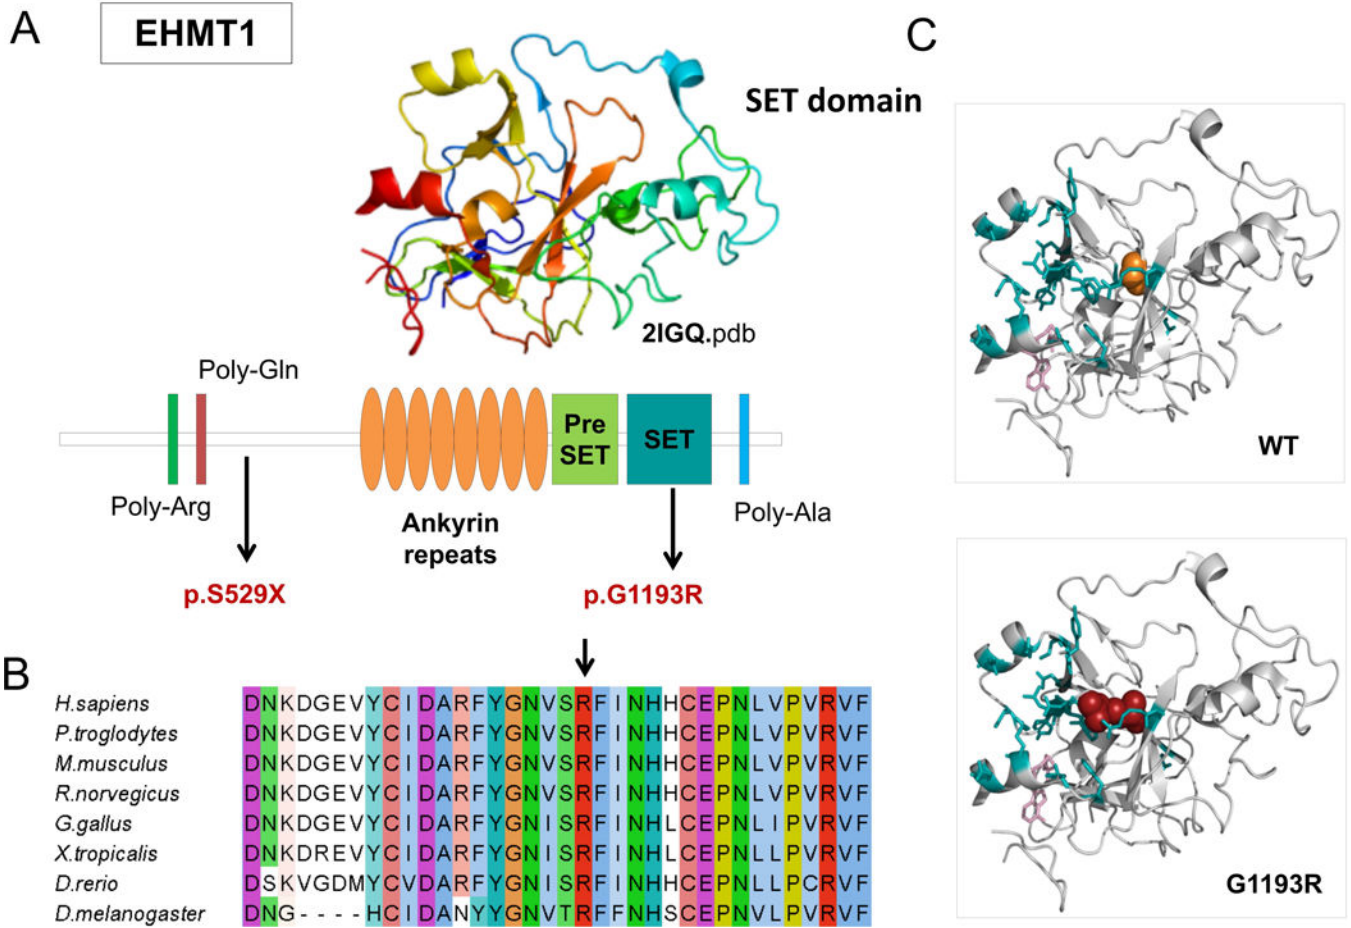 A
EHMT1
SET domain
2IGQ.pdb
Poly-Gln
Pre
SET
SET
Poly-Arg
Ankyrin
repeats
Poly-Ala
p.S529X
p.G1193R
B
H.sapiens DNKDGEVYCIDARFYGNVSRFINHHCEPNLVPVRVF
P.troglodytes DNKDGEVYCIDARFYGNVSRFINHHCEPNLVPVRVF
M.musculus DNKDGEVYCIDARFYGNVSRFINHHCEPNLVPVRVF
R.norvegicus DNKDGEVYCIDARFYGNVSRFINHHCEPNLVPVRVF
G.gallus DNKDGEVYCIDARFYGNISRFINHLCEPNLIPVRVF
X.tropicalis DNKDREVYCIDARFYGNISRFINHLCEPNLLPVRVF
D.rerio DSKVGDMYCVDARFYGNISRFINHHCEPNLLPCRVF
D.melanogaster DNG----HCIDANYYGNVTRFFNHSCEPNVLPVRVF
C
WT
G1193R